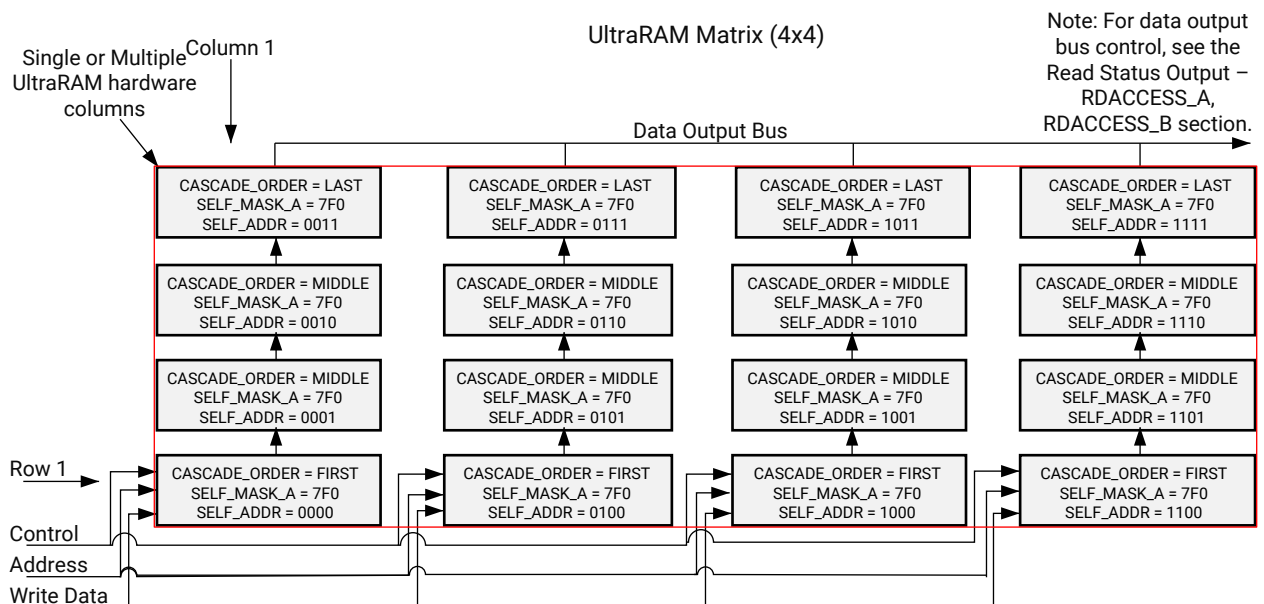 UltraRAM Matrix (4x4)
Single or Multiple
UltraRAM hardware
columns
Column 1
Note: For data output
bus control, see the
Read Status Output –
RDACCESS_A,
RDACCESS_B section.
Data Output Bus
CASCADE_ORDER = LAST
SELF_MASK_A = 7F0
SELF_ADDR = 0011
CASCADE_ORDER = LAST
SELF_MASK_A = 7F0
SELF_ADDR = 0111
CASCADE_ORDER = LAST
SELF_MASK_A = 7F0
SELF_ADDR = 1011
CASCADE_ORDER = LAST
SELF_MASK_A = 7F0
SELF_ADDR = 1111
CASCADE_ORDER = MIDDLE
SELF_MASK_A = 7F0
SELF_ADDR = 0010
CASCADE_ORDER = MIDDLE
SELF_MASK_A = 7F0
SELF_ADDR = 0110
CASCADE_ORDER = MIDDLE
SELF_MASK_A = 7F0
SELF_ADDR = 1010
CASCADE_ORDER = MIDDLE
SELF_MASK_A = 7F0
SELF_ADDR = 1110
CASCADE_ORDER = MIDDLE
SELF_MASK_A = 7F0
SELF_ADDR = 0001
CASCADE_ORDER = MIDDLE
SELF_MASK_A = 7F0
SELF_ADDR = 0101
CASCADE_ORDER = MIDDLE
SELF_MASK_A = 7F0
SELF_ADDR = 1001
CASCADE_ORDER = MIDDLE
SELF_MASK_A = 7F0
SELF_ADDR = 1101
Row 1
CASCADE_ORDER = FIRST
SELF_MASK_A = 7F0
SELF_ADDR = 0000
CASCADE_ORDER = FIRST
SELF_MASK_A = 7F0
SELF_ADDR = 0100
CASCADE_ORDER = FIRST
SELF_MASK_A = 7F0
SELF_ADDR = 1000
CASCADE_ORDER = FIRST
SELF_MASK_A = 7F0
SELF_ADDR = 1100
Control
Address
Write Data